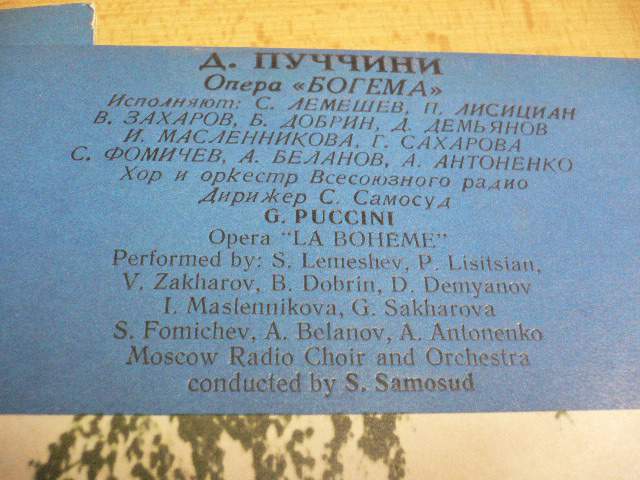 Д. ПУЧЧИНИ
Опера «БОГЕМА»
Исполняют: С. ЛЕМЕШЕВ, П. ЛИСИЦИАН
В. ЗАХАРОВ, Б. ДОБРИН, Д. ДЕМЬЯНОВ
И. МАСЛЕННИКОВА, Г. САХАРОВА
С. ФОМИЧЕВ, А. БЕЛАНОВ, А. АНТОНЕНКО
Хор и оркестр Всесоюзного радио
Дирижер С. Самосуд
G. PUCCINI
Opera "LA BOHEME"
Performed by: S. Lemeshev, P. Lisitsian,
V. Zakharov, B. Dobrin, D. Demyanov
I. Maslennikova, G. Sakharova
S. Fomichev, A. Belanov, A. Antonenko
Moscow Radio Choir and Orchestra
conducted by S. Samosud